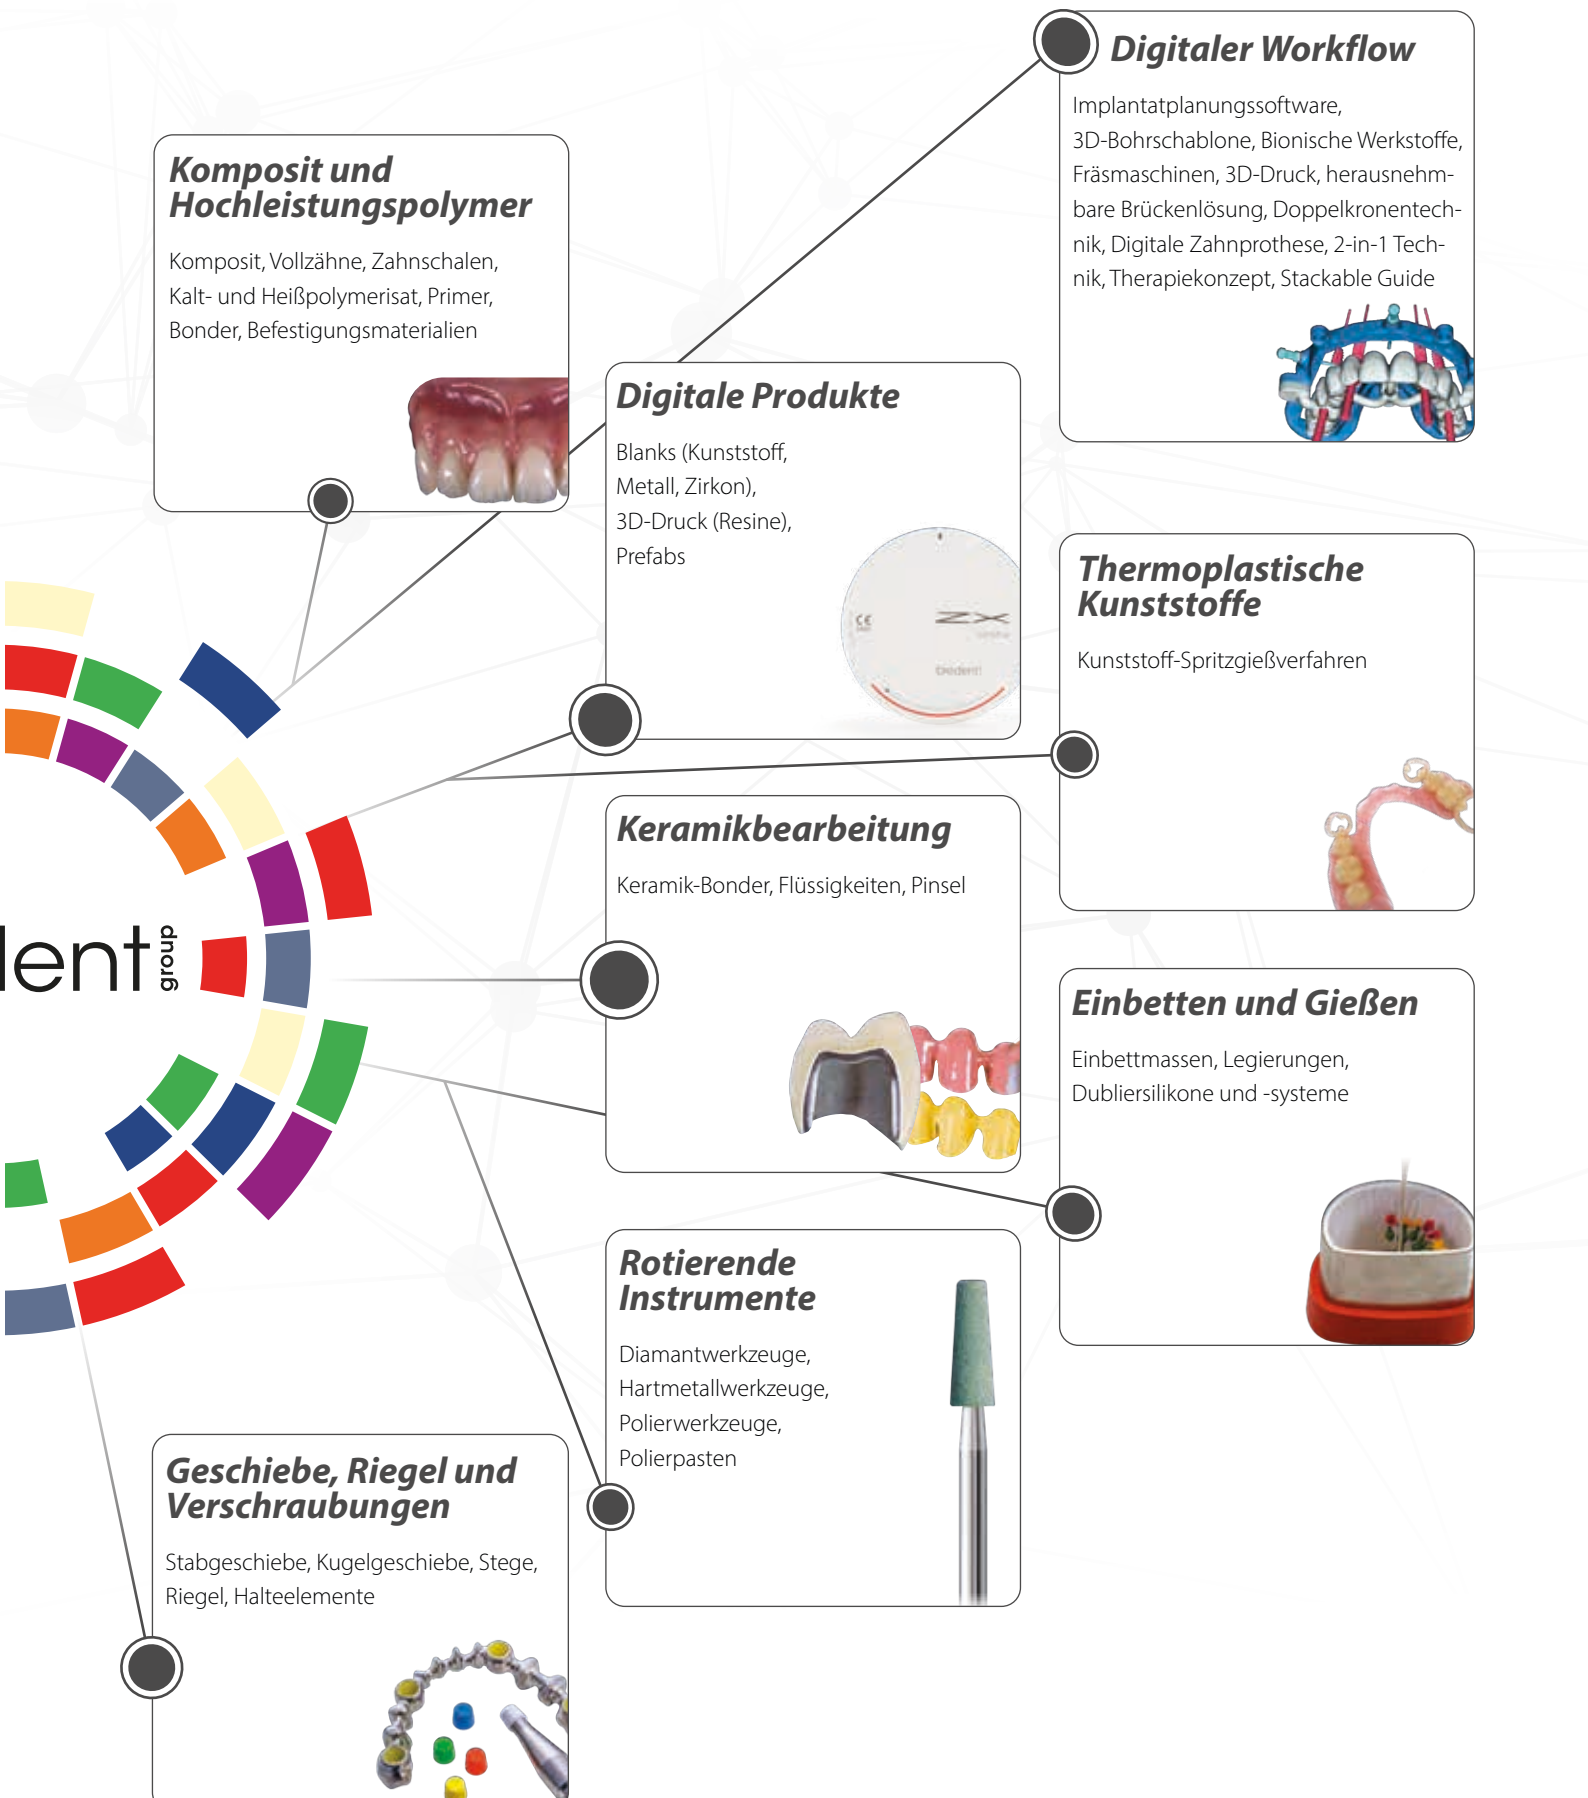 Digitaler Workflow
Implantatplanungssoftware,
3D-Bohrschablone, Bionische Werkstoffe,
Fräsmaschinen, 3D-Druck, herausnehm-
bare Brückenlösung, Doppelkronentech-
nik, Digitale Zahnprothese, 2-in-1 Tech-
nik, Therapiekonzept, Stackable Guide
Komposit und
Hochleistungspolymer
Komposit, Vollzähne, Zahnschalen,
Kalt- und Heißpolymerisat, Primer,
Bonder, Befestigungsmaterialien
Digitale Produkte
Blanks (Kunststoff,
Metall, Zirkon),
3D-Druck (Resine),
Prefabs
CE
ZX
bredent
Thermoplastische
Kunststoffe
Kunststoff-Spritzgießverfahren
Keramikbearbeitung
Keramik-Bonder, Flüssigkeiten, Pinsel
dent
group
Einbetten und Gießen
Einbettmassen, Legierungen,
Dubliersilikone und -systeme
Rotierende
Instrumente
Diamantwerkzeuge,
Hartmetallwerkzeuge,
Polierwerkzeuge,
Polierpasten
Geschiebe, Riegel und
Verschraubungen
Stabgeschiebe, Kugelgeschiebe, Stege,
Riegel, Halteelemente